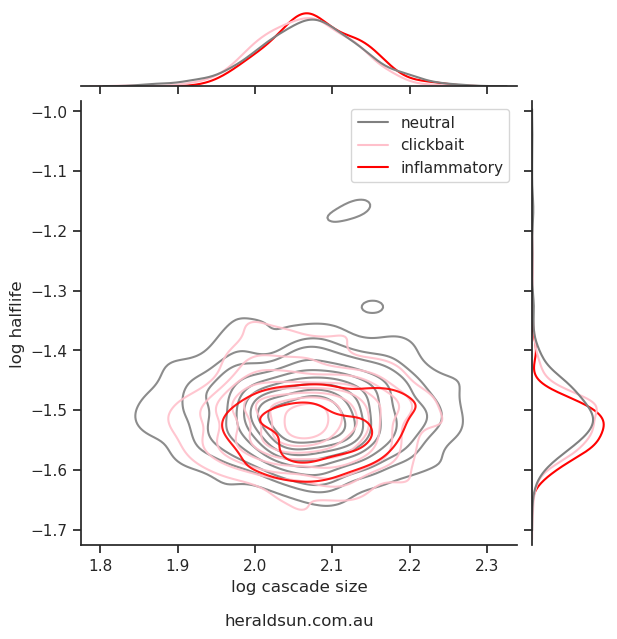 −1.0
neutral
clickbait
inflammatory
−1.1
−1.2
−1.3
−1.4
−1.5
−1.6
−1.7
log halflife
1.8 1.9 2.0 2.1 2.2 2.3
log cascade size
heraldsun.com.au